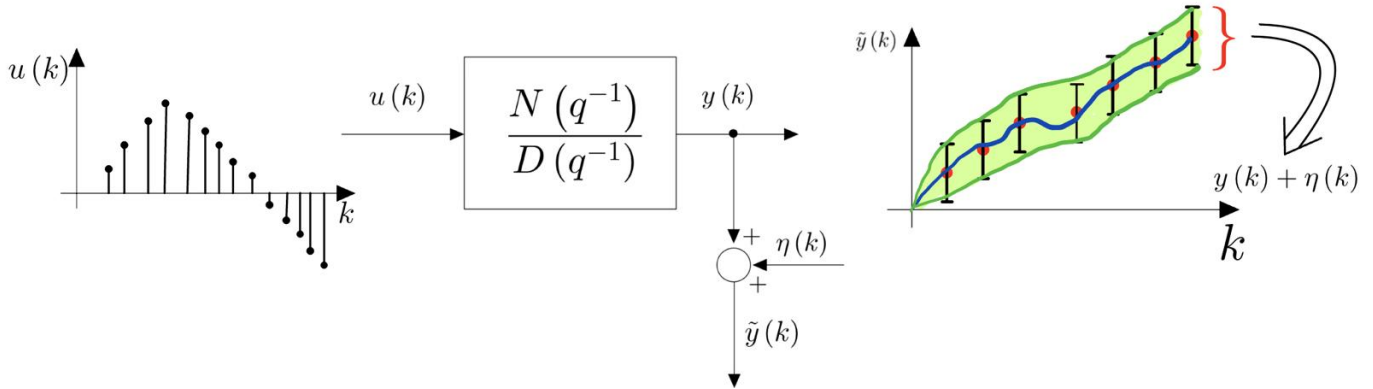 u (k)
k
u (k)
N (q⁻¹)
D (q⁻¹)
y (k)
+
η (k)
+
ỹ (k)
ỹ (k)
}
y (k) + η (k)
k